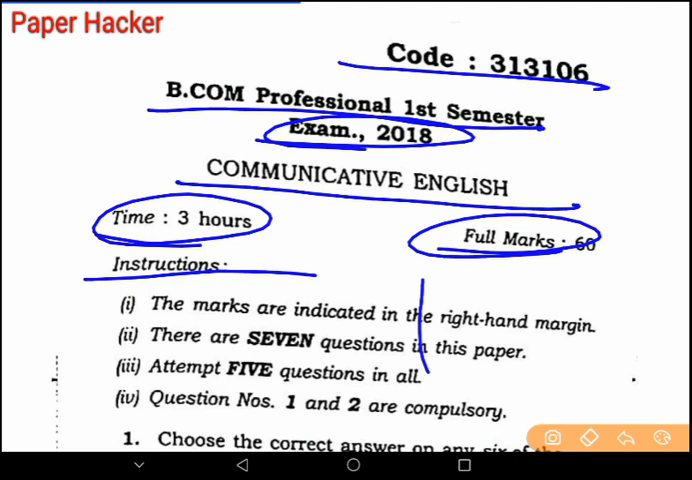 Paper Hacker
Code : 313106
B.COM Professional 1st Semester
Exam., 2018
COMMUNICATIVE ENGLISH
Time : 3 hours
Full Marks : 60
Instructions:
(i) The marks are indicated in the right-hand margin.
(ii) There are SEVEN questions in this paper.
(iii) Attempt FIVE questions in all.
(iv) Question Nos. 1 and 2 are compulsory.
1. Choose the correct answer on any six of the